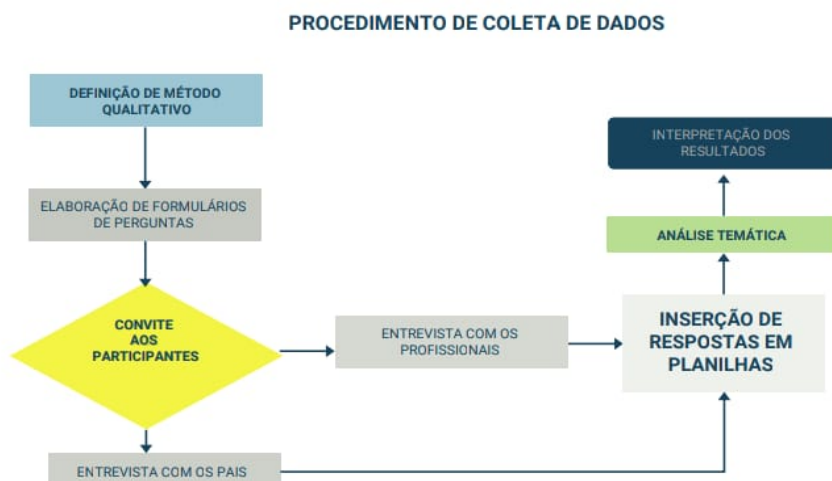 PROCEDIMENTO DE COLETA DE DADOS
DEFINIÇÃO DE MÉTODO
QUALITATIVO
ELABORAÇÃO DE FORMULÁRIOS
DE PERGUNTAS
CONVITE
AOS
PARTICIPANTES
ENTREVISTA COM OS
PROFISSIONAIS
ENTREVISTA COM OS PAIS
INSERÇÃO DE
RESPOSTAS EM
PLANILHAS
ANÁLISE TEMÁTICA
INTERPRETAÇÃO DOS
RESULTADOS